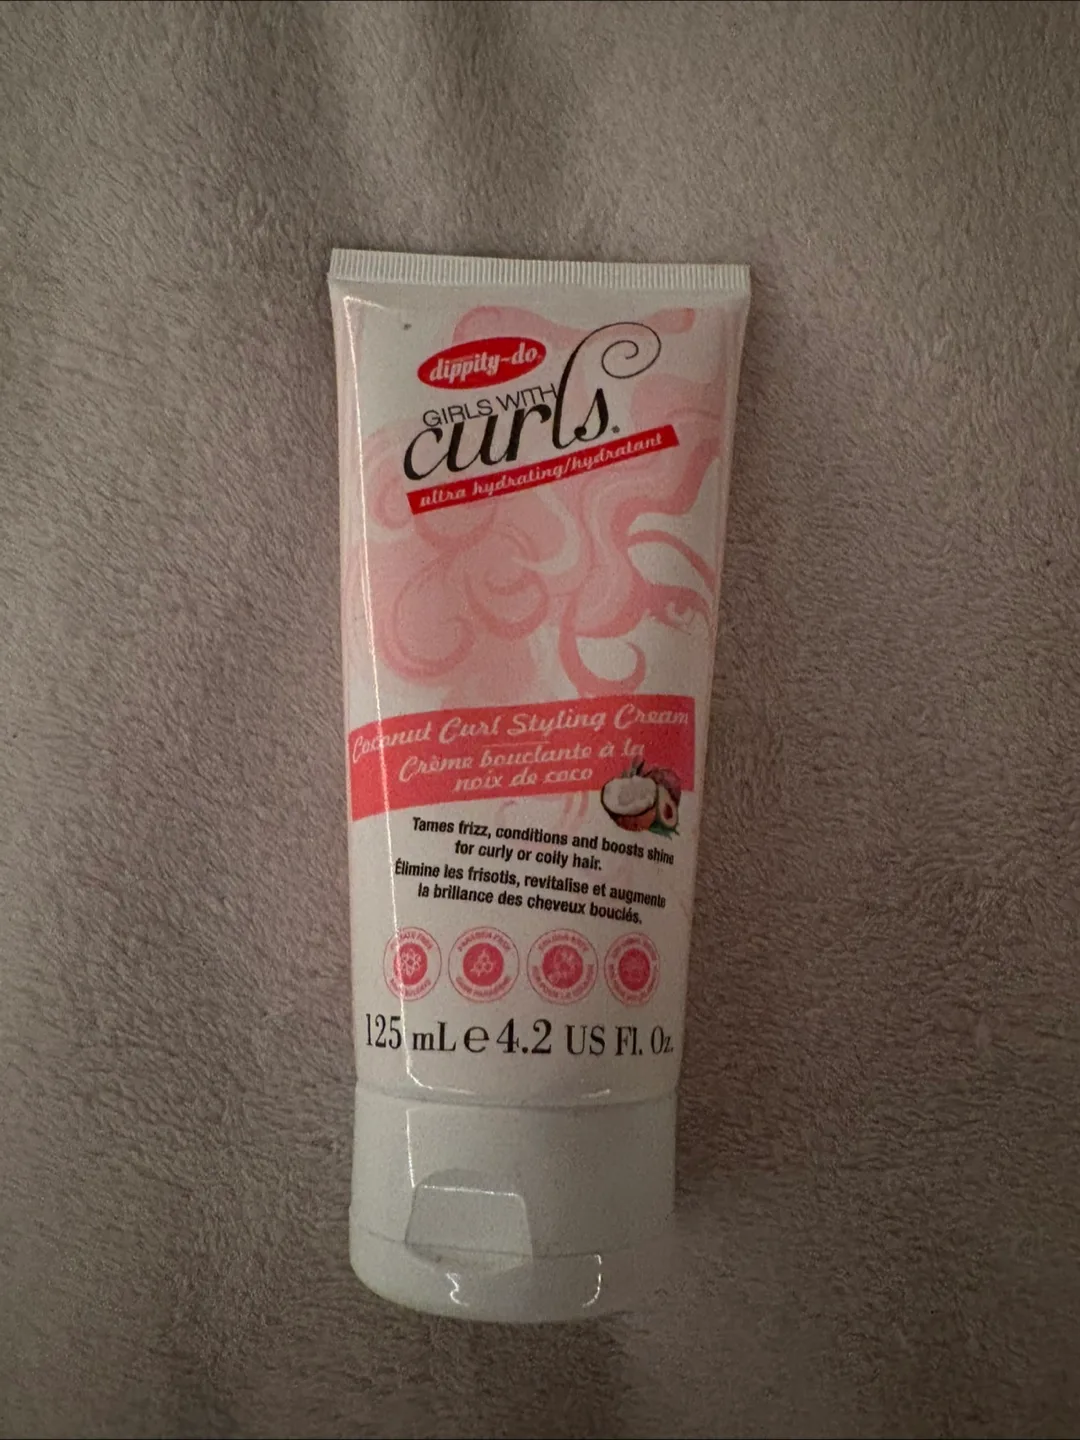 dippity-do
GIRLS WITH
curls.
ultra hydrating/hydratant
Coconut Curl Styling Cream
Crème bouclante à la
noix de coco
Tames frizz, conditions and boosts shine
for curly or coily hair.
Élimine les frisotis, revitalise et augmente
la brillance des cheveux bouclés.
125 mL e 4.2 US Fl. Oz.